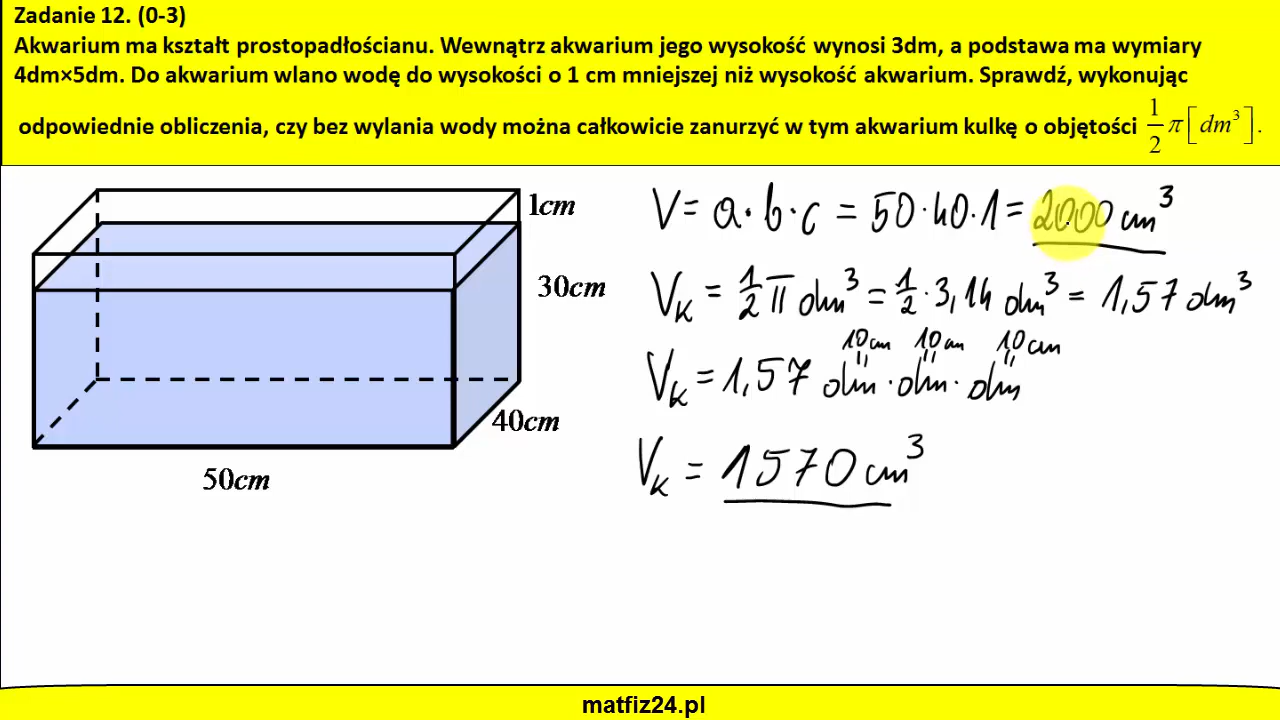 Zadanie 12. (0-3)
Akwarium ma kształt prostopadłościanu. Wewnątrz akwarium jego wysokość wynosi 3dm, a podstawa ma wymiary
4dm×5dm. Do akwarium wlano wodę do wysokości o 1 cm mniejszej niż wysokość akwarium. Sprawdź, wykonując
odpowiednie obliczenia, czy bez wylania wody można całkowicie zanurzyć w tym akwarium kulkę o objętości 1/2 π[dm³].
1cm
30cm
40cm
50cm
V = a·b·c = 50·40·1 = 2000 cm³
Vₖ = 1/2 π dm³ = 1/2 · 3,14 dm³ = 1,57 dm³
10cm 10cm 10cm
Vₖ = 1,57 dm·dm·dm
Vₖ = 1570 cm³
matfiz24.pl